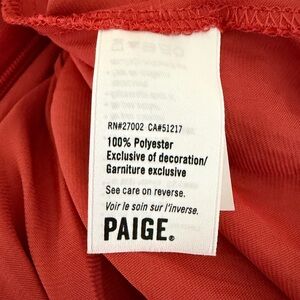 RN#27002 CA#51217
100% Polyester
Exclusive of decoration/
Garniture exclusive
See care on reverse.
Voir le soin sur l'inverse.
PAIGE®